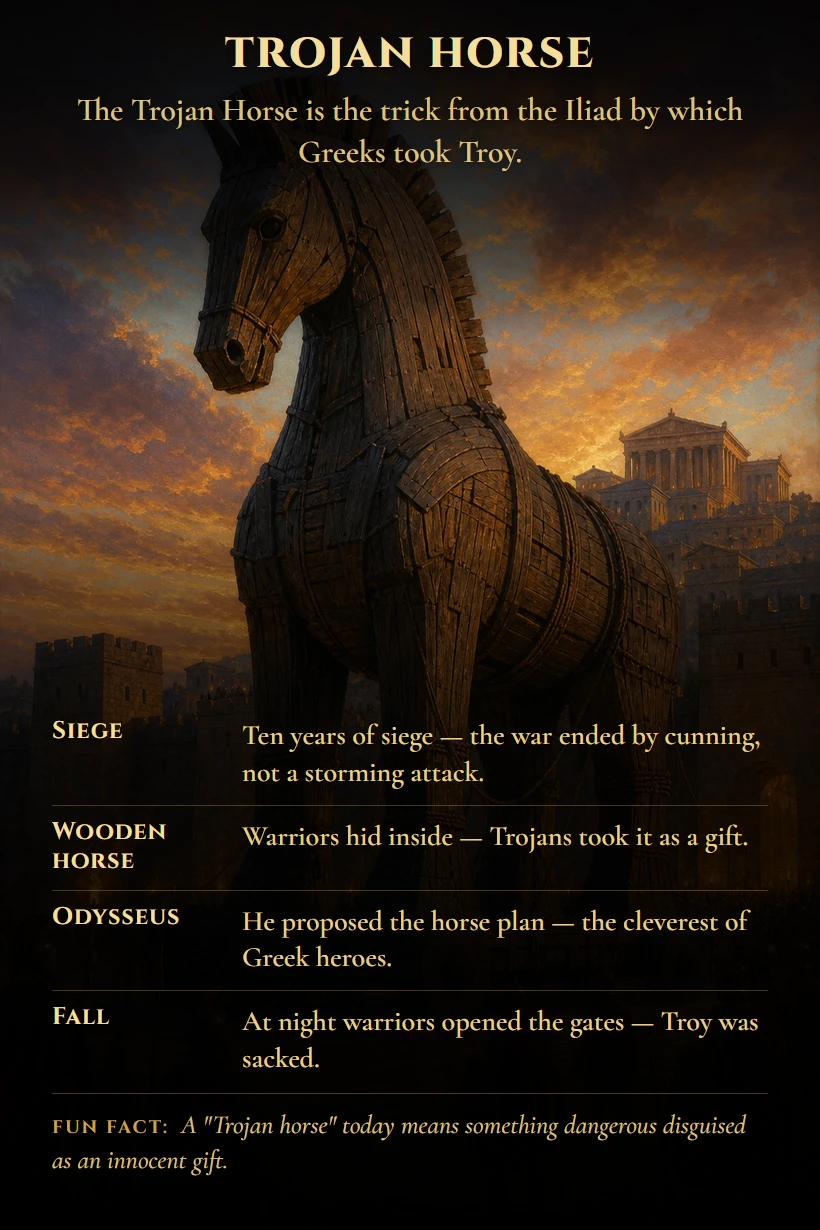 TROJAN HORSE
The Trojan Horse is the trick from the Iliad by which
Greeks took Troy.
SIEGE
Ten years of siege — the war ended by cunning,
not a storming attack.
WOODEN
HORSE
Warriors hid inside — Trojans took it as a gift.
ODYSSEUS
He proposed the horse plan — the cleverest of
Greek heroes.
FALL
At night warriors opened the gates — Troy was
sacked.
FUN FACT: A "Trojan horse" today means something dangerous disguised
as an innocent gift.